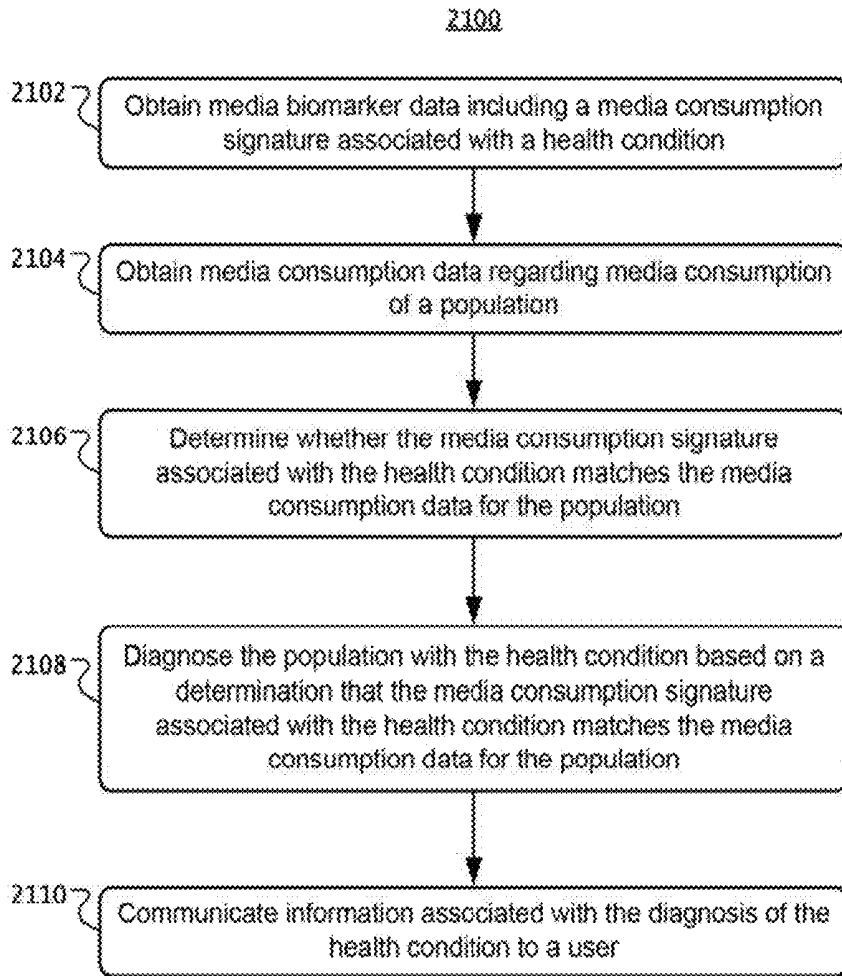 2100
2102
Obtain media biomarker data including a media consumption
signature associated with a health condition
2104
Obtain media consumption data regarding media consumption
of a population
2106
Determine whether the media consumption signature
associated with the health condition matches the media
consumption data for the population
2108
Diagnose the population with the health condition based on a
determination that the media consumption signature
associated with the health condition matches the media
consumption data for the population
2110
Communicate information associated with the diagnosis of the
health condition to a user